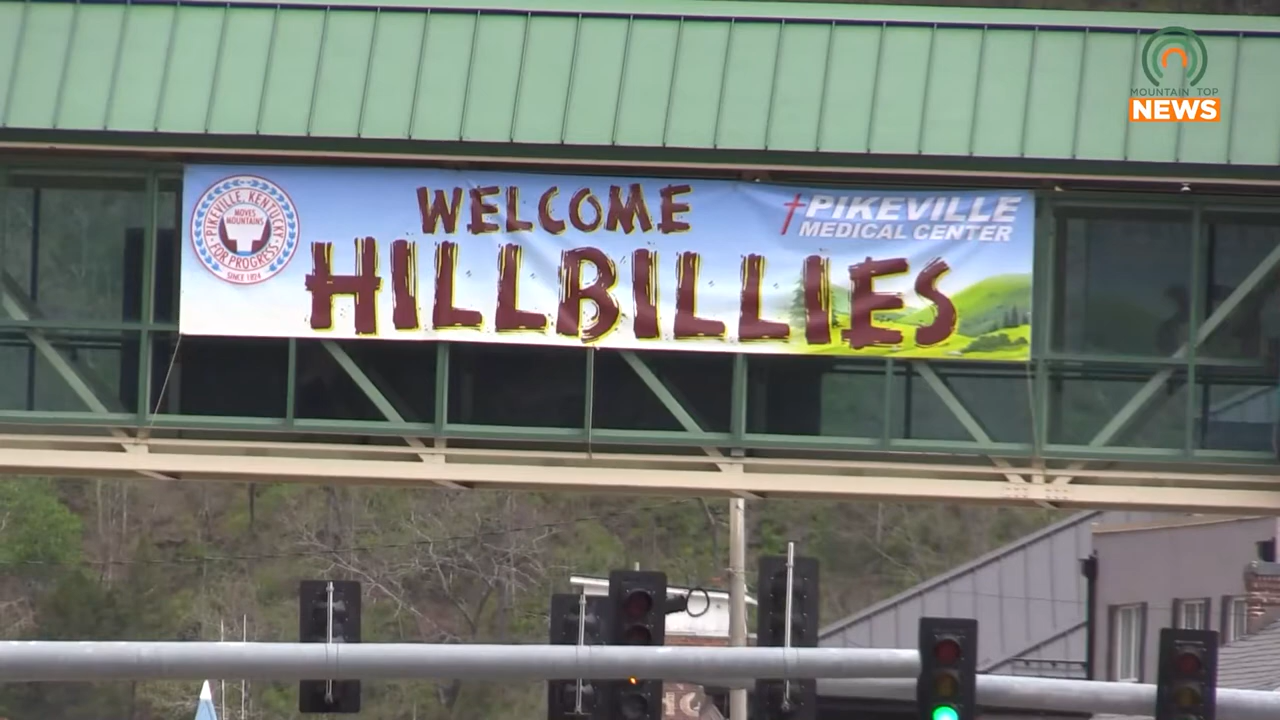 MOUNTAIN TOP
NEWS
WELCOME
HILLBILLIES
PIKEVILLE
MEDICAL CENTER
PIKEVILLE, KENTUCKY
MOVES
MOUNTAINS
FOR PROGRESS
SINCE 1824